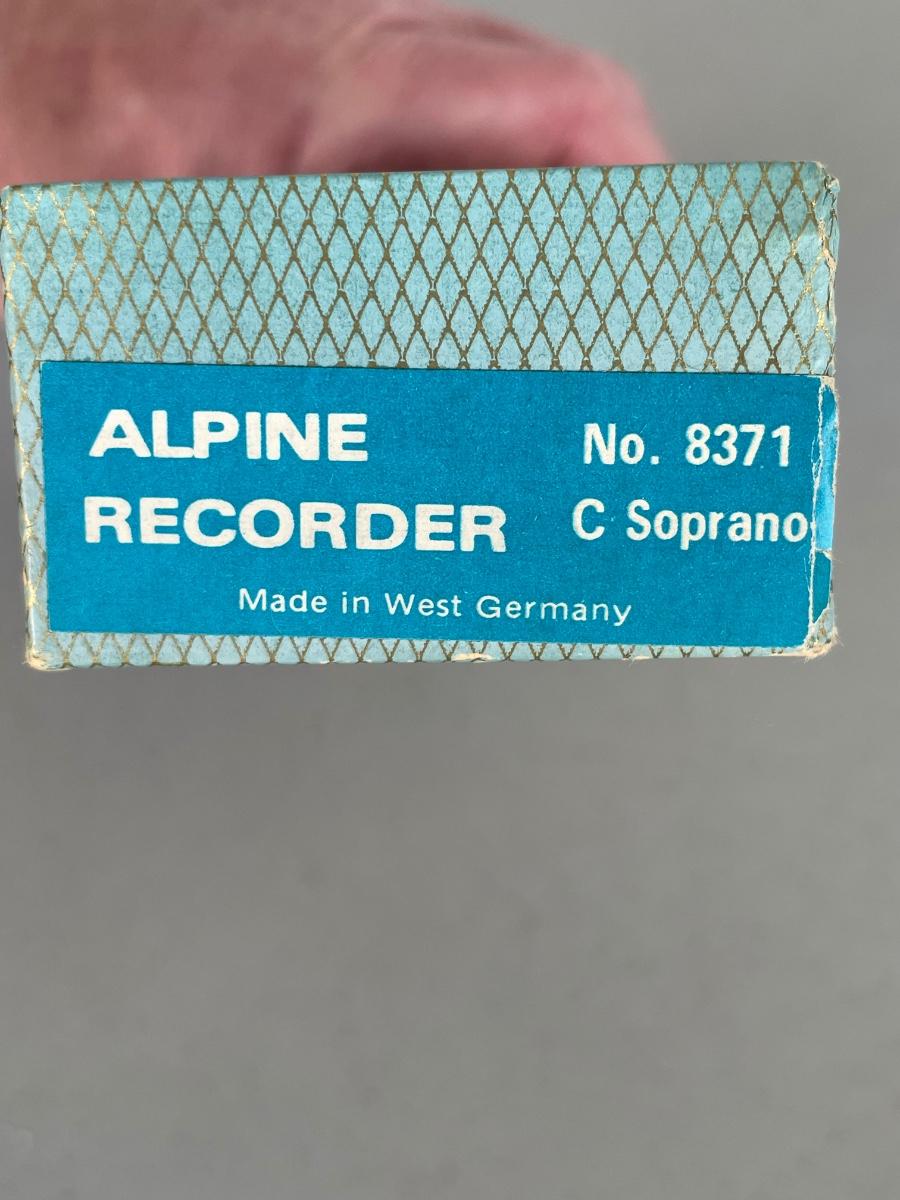 ALPINE
RECORDER
No. 8371
C Soprano
Made in West Germany